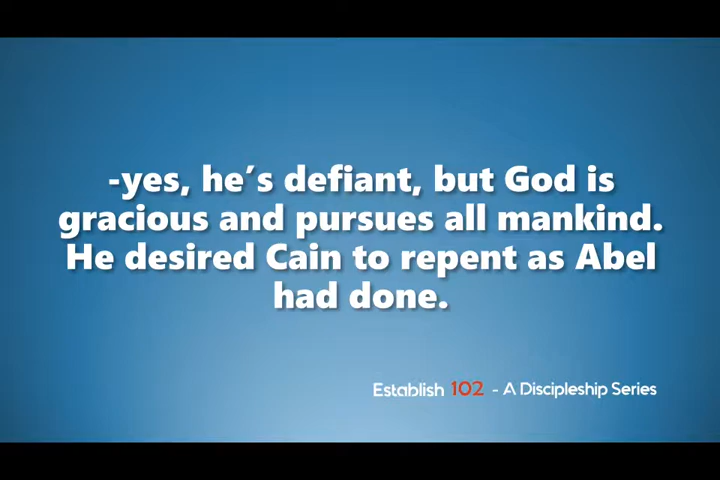 -yes, he’s defiant, but God is
gracious and pursues all mankind.
He desired Cain to repent as Abel
had done.
Establish 102 - A Discipleship Series